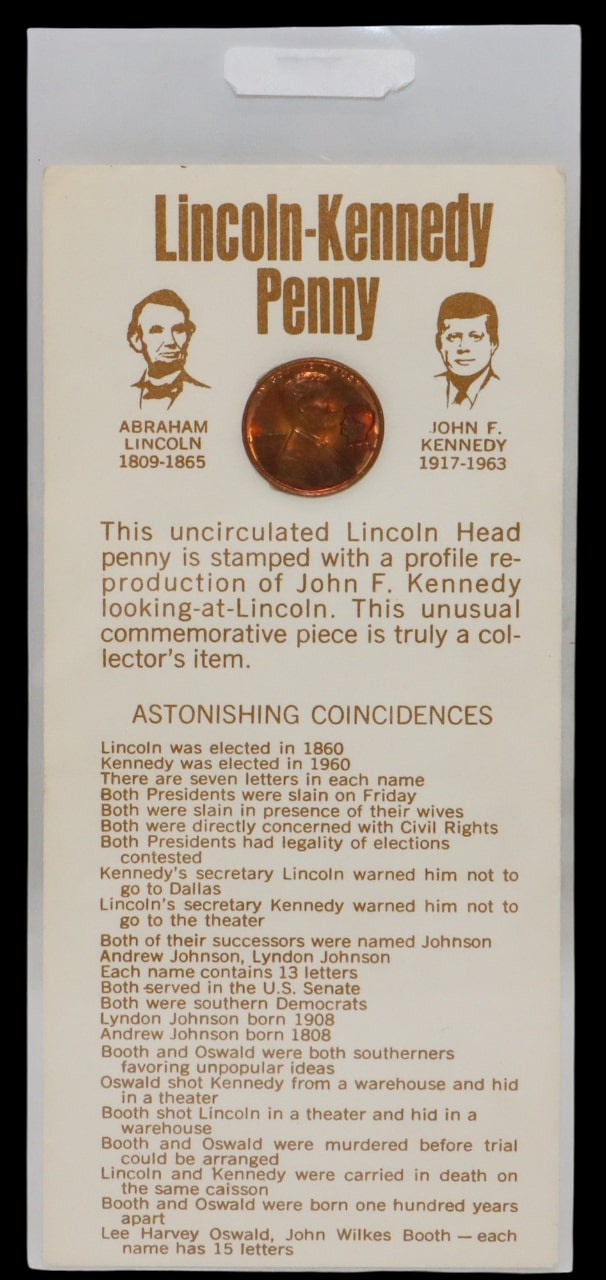 Lincoln-Kennedy
Penny
ABRAHAM
LINCOLN
1809-1865
JOHN F.
KENNEDY
1917-1963
This uncirculated Lincoln Head
penny is stamped with a profile re-
production of John F. Kennedy
looking-at-Lincoln. This unusual
commemorative piece is truly a col-
lector's item.
ASTONISHING COINCIDENCES
Lincoln was elected in 1860
Kennedy was elected in 1960
There are seven letters in each name
Both Presidents were slain on Friday
Both were slain in presence of their wives
Both were directly concerned with Civil Rights
Both Presidents had legality of elections
contested
Kennedy's secretary Lincoln warned him not to
go to Dallas
Lincoln's secretary Kennedy warned him not to
go to the theater
Both of their successors were named Johnson
Andrew Johnson, Lyndon Johnson
Each name contains 13 letters
Both served in the U.S. Senate
Both were southern Democrats
Lyndon Johnson born 1908
Andrew Johnson born 1808
Booth and Oswald were both southerners
favoring unpopular ideas
Oswald shot Kennedy from a warehouse and hid
in a theater
Booth shot Lincoln in a theater and hid in a
warehouse
Booth and Oswald were murdered before trial
could be arranged
Lincoln and Kennedy were carried in death on
the same caisson
Booth and Oswald were born one hundred years
apart
Lee Harvey Oswald, John Wilkes Booth — each
name has 15 letters